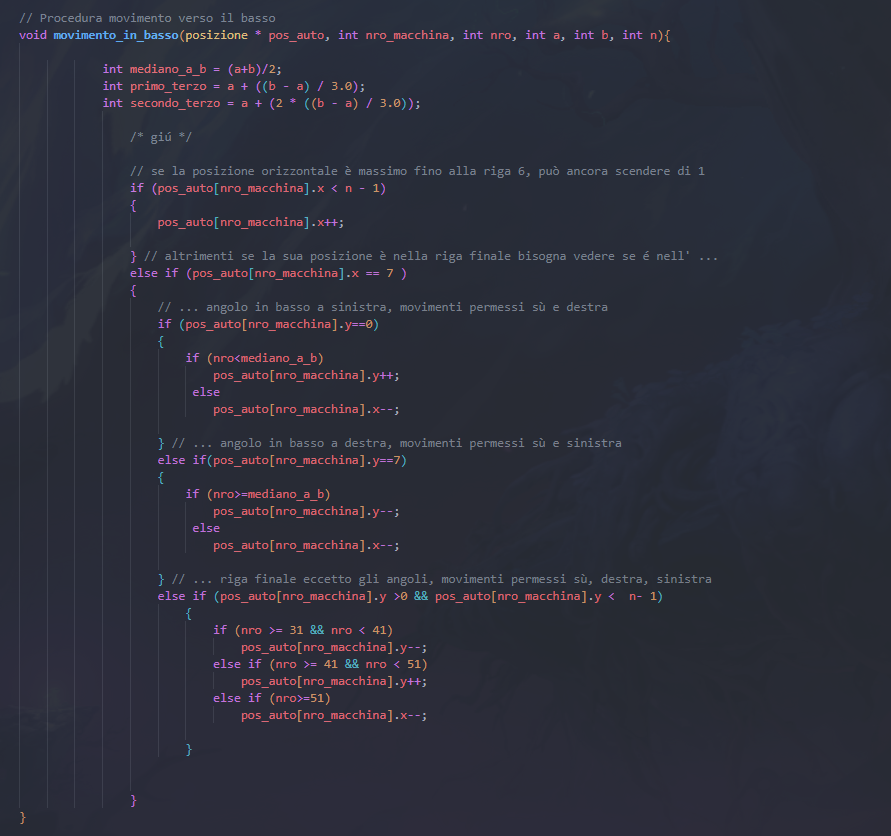 // Procedura movimento verso il basso
void movimento_in_basso(posizione * pos_auto, int nro_macchina, int nro, int a, int b, int n){
int mediano_a_b = (a+b)/2;
int primo_terzo = a + ((b - a) / 3.0);
int secondo_terzo = a + (2 * ((b - a) / 3.0));
/* giú */
// se la posizione orizzontale è massimo fino alla riga 6, può ancora scendere di 1
if (pos_auto[nro_macchina].x < n - 1)
{
pos_auto[nro_macchina].x++;
} // altrimenti se la sua posizione è nella riga finale bisogna vedere se é nell' ...
else if (pos_auto[nro_macchina].x == 7 )
{
// ... angolo in basso a sinistra, movimenti permessi sù e destra
if (pos_auto[nro_macchina].y==0)
{
if (nro<mediano_a_b)
pos_auto[nro_macchina].y++;
else
pos_auto[nro_macchina].x--;
} // ... angolo in basso a destra, movimenti permessi sù e sinistra
else if(pos_auto[nro_macchina].y==7)
{
if (nro>=mediano_a_b)
pos_auto[nro_macchina].y--;
else
pos_auto[nro_macchina].x--;
} // ... riga finale eccetto gli angoli, movimenti permessi sù, destra, sinistra
else if (pos_auto[nro_macchina].y >0 && pos_auto[nro_macchina].y <  n- 1)
{
if (nro >= 31 && nro < 41)
pos_auto[nro_macchina].y--;
else if (nro >= 41 && nro < 51)
pos_auto[nro_macchina].y++;
else if (nro>=51)
pos_auto[nro_macchina].x--;
}
}
}